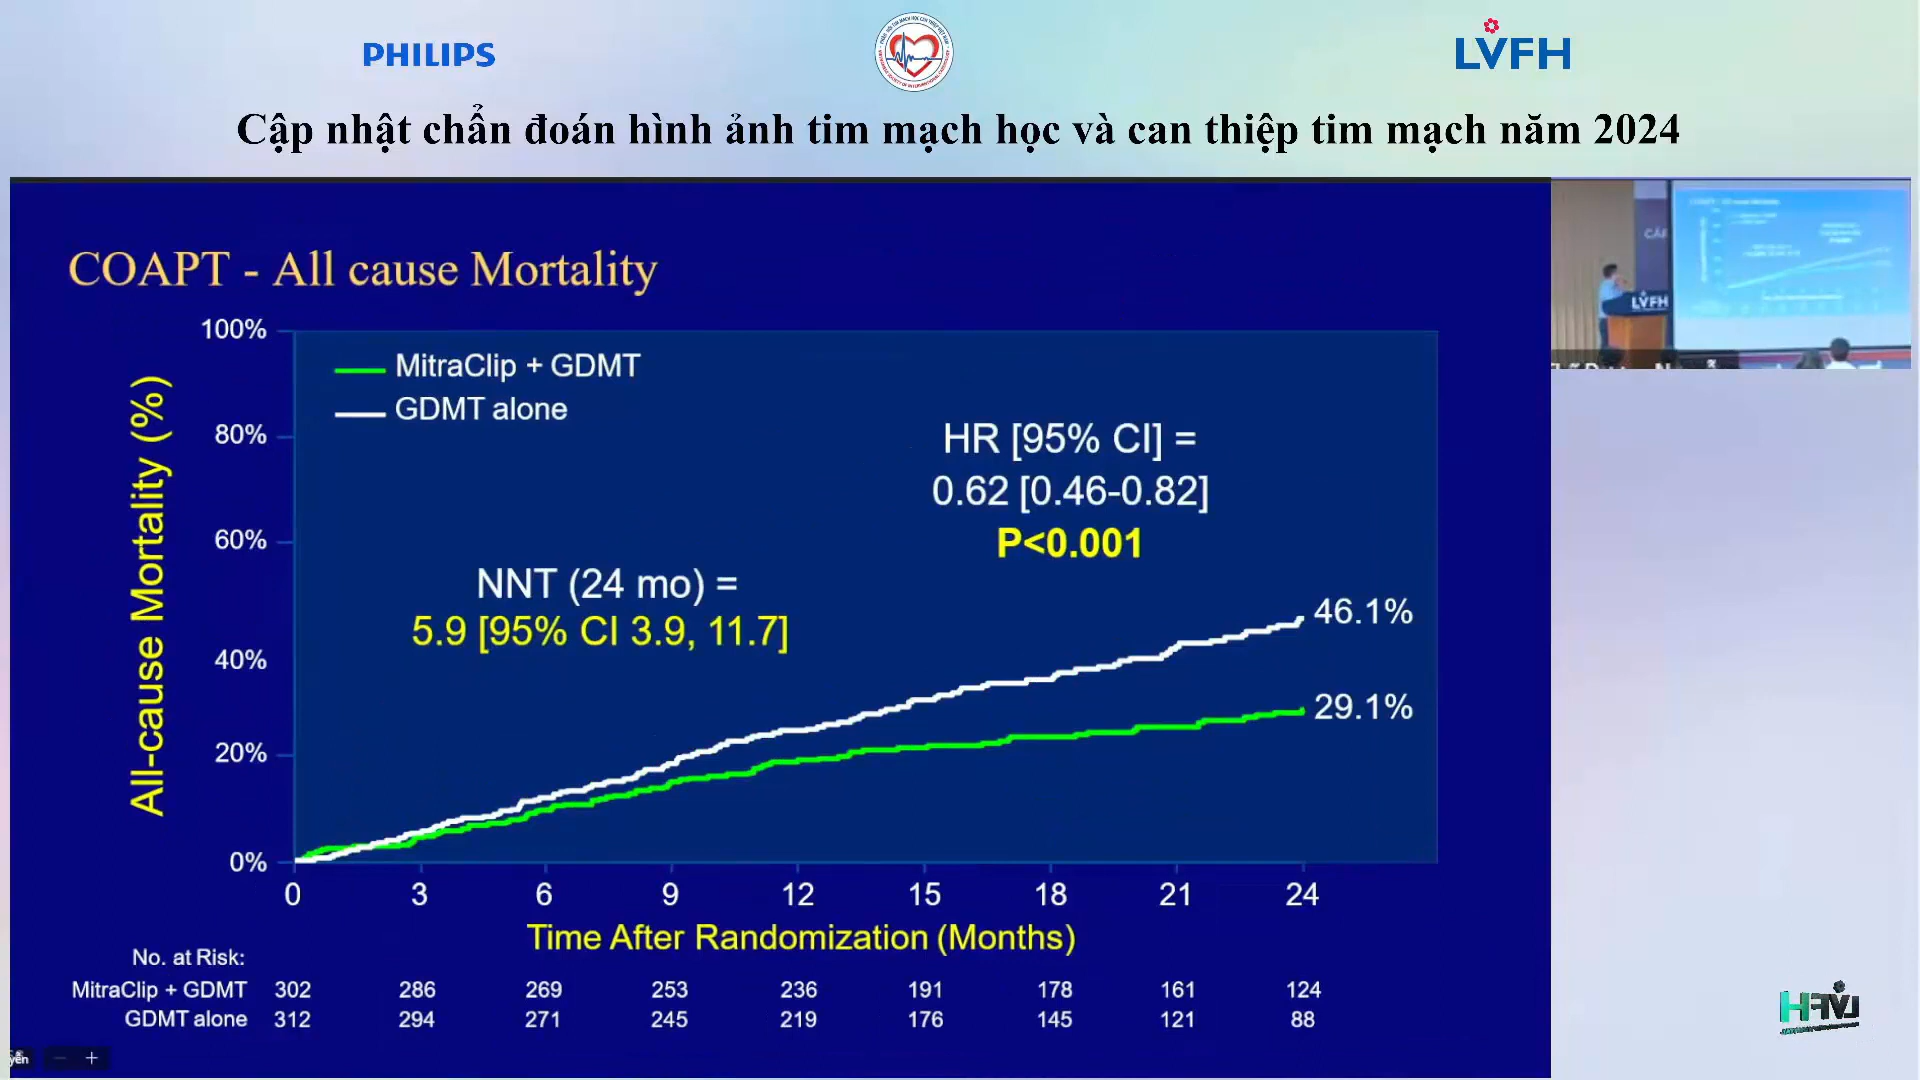 PHILIPS
LVFH
Cập nhật chẩn đoán hình ảnh tim mạch học và can thiệp tim mạch năm 2024
COAPT - All cause Mortality
All-cause Mortality (%)
100%
80%
60%
40%
20%
0%
MitraClip + GDMT
GDMT alone
HR [95% CI] =
0.62 [0.46-0.82]
P<0.001
NNT (24 mo) =
5.9 [95% CI 3.9, 11.7]
46.1%
29.1%
0 3 6 9 12 15 18 21 24
Time After Randomization (Months)
No. at Risk:
MitraClip + GDMT 302 286 269 253 236 191 178 161 124
GDMT alone 312 294 271 245 219 176 145 121 88
LVFH